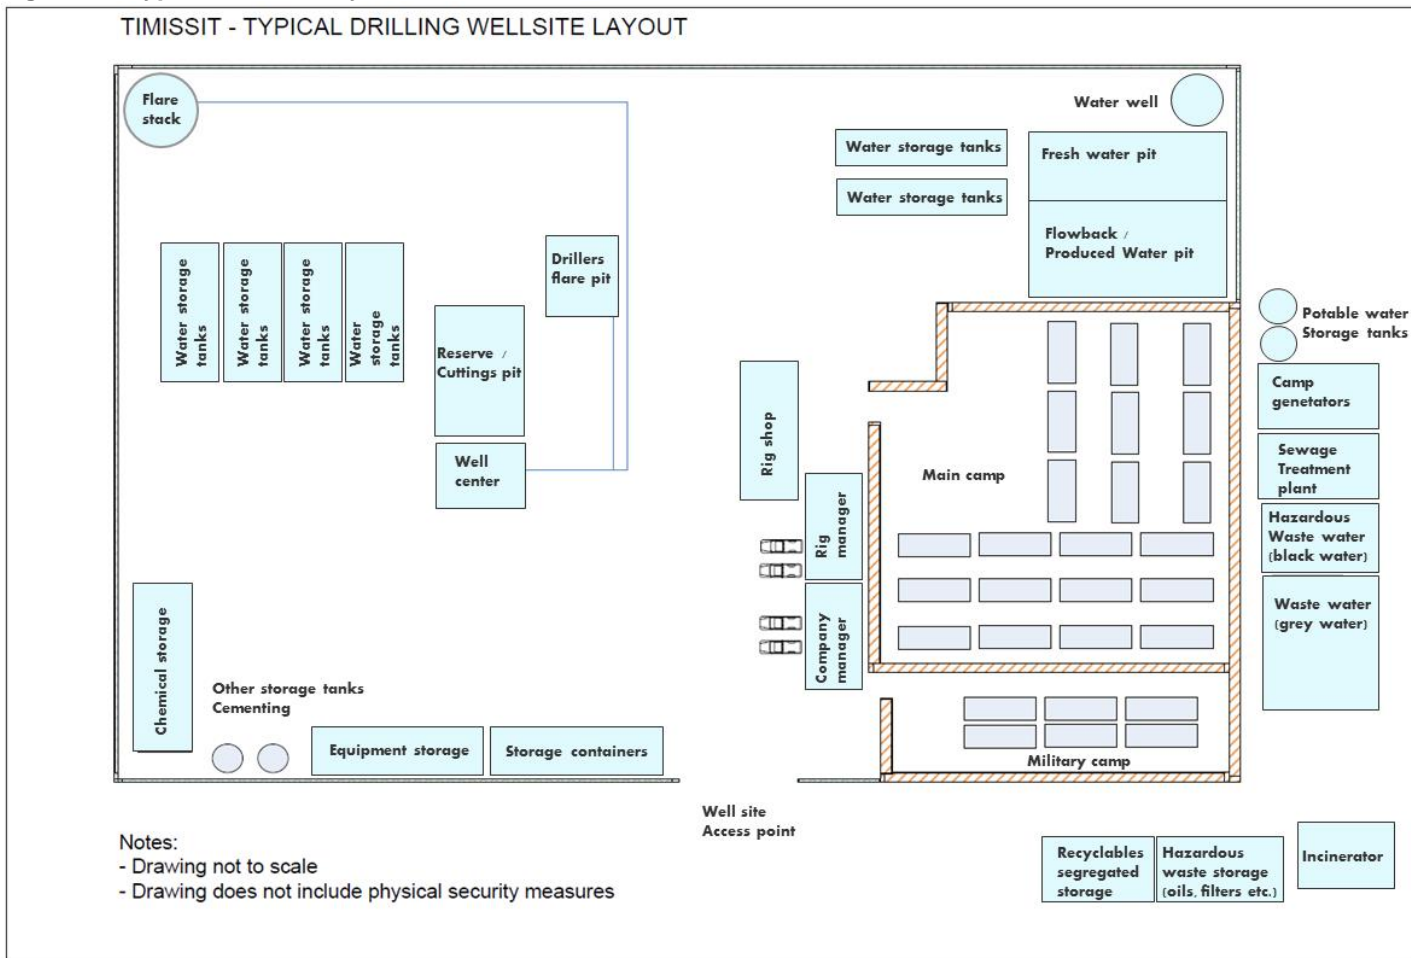 TIMISSIT - TYPICAL DRILLING WELLSITE LAYOUT
Flare
stack
Water well
Water storage tanks
Fresh water pit
Water storage tanks
Flowback /
Produced Water pit
Drillers
flare pit
Water storage
tanks
Water storage
tanks
Water storage
tanks
Water
storage
tanks
Reserve /
Cuttings pit
Well
center
Potable water
Storage tanks
Camp
genetators
Sewage
Treatment
plant
Hazardous
Waste water
(black water)
Waste water
(grey water)
Rig shop
Main camp
Rig
manager
Company
manager
Chemical storage
Other storage tanks
Cementing
Equipment storage
Storage containers
Military camp
Well site
Access point
Notes:
- Drawing not to scale
- Drawing does not include physical security measures
Recyclables
segregated
storage
Hazardous
waste storage
(oils, filters etc.)
Incinerator